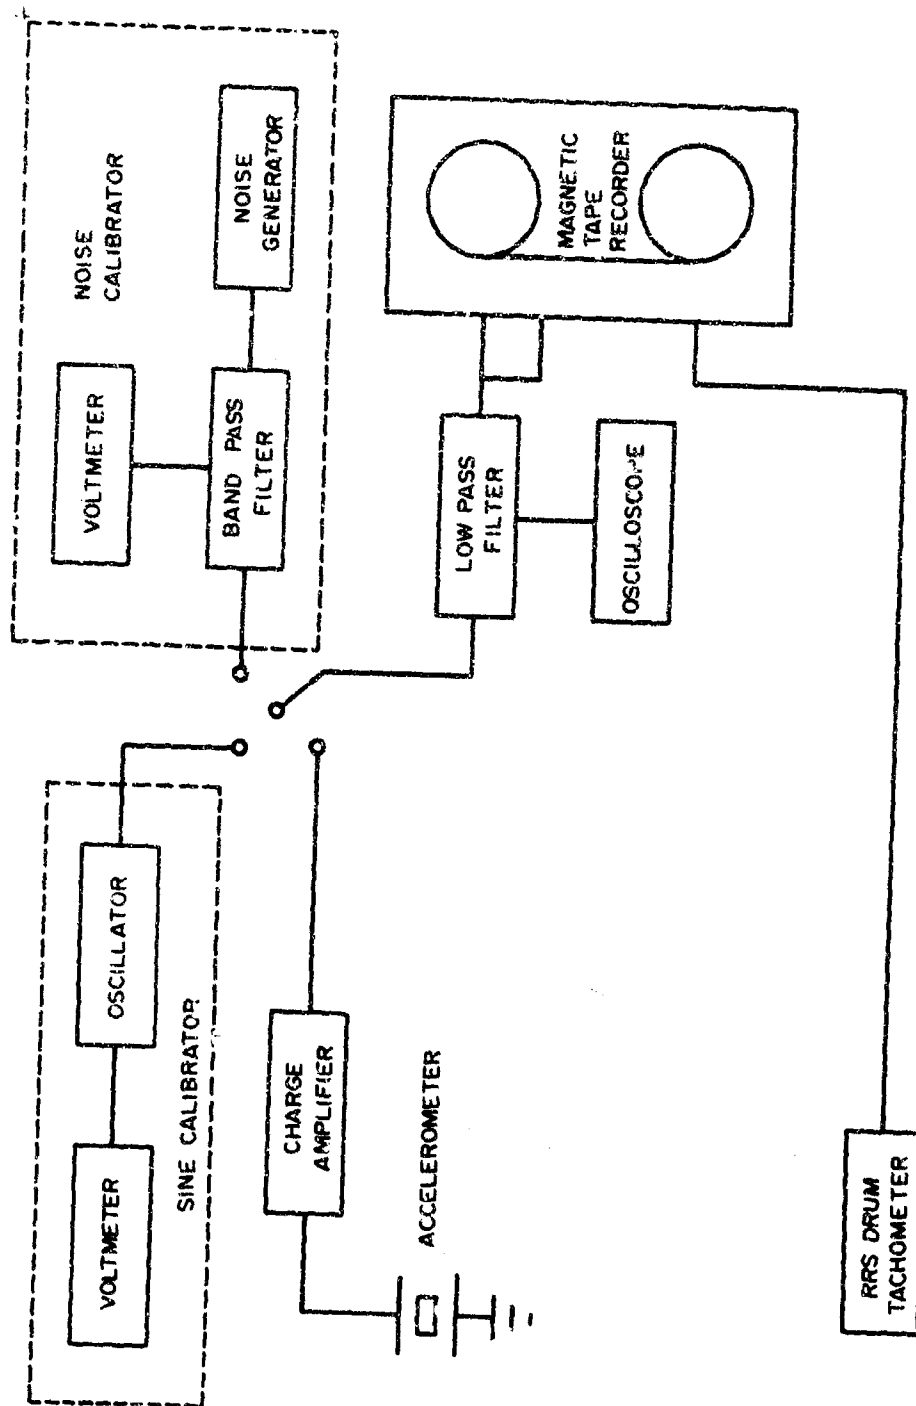 VOLTMETER
OSCILLATOR
SINE CALIBRATOR
CHARGE
AMPLIFIER
ACCELEROMETER
RRS DRUM
TACHOMETER
NOISE
CALIBRATOR
VOLTMETER
BAND PASS
FILTER
NOISE
GENERATOR
LOW PASS
FILTER
OSCILLOSCOPE
MAGNETIC
TAPE
RECORDER